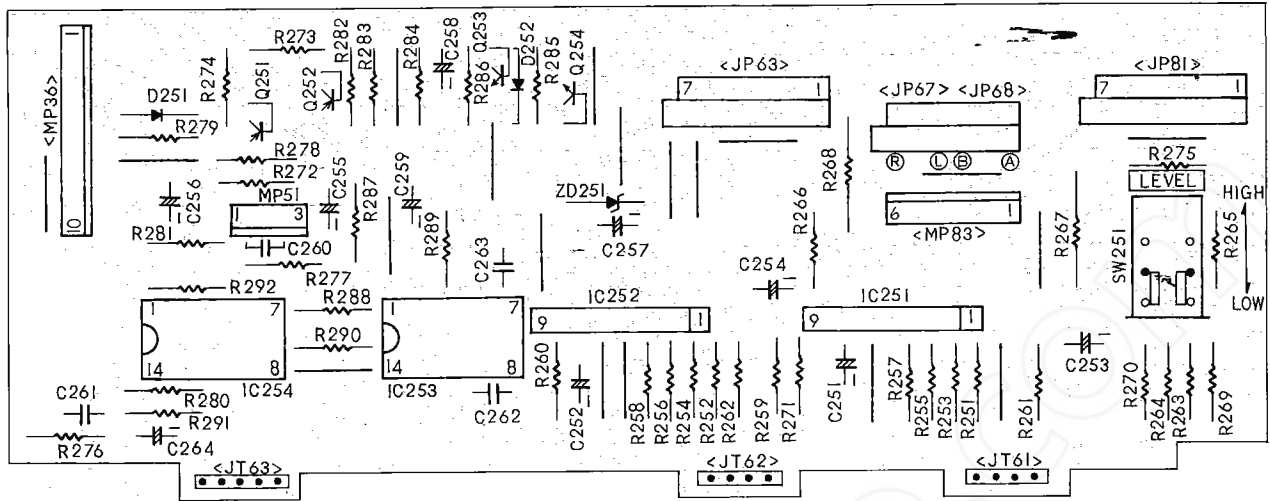 <MP36>
1
10
R274
R273
D251
R279
Q251
R278
R272
MP51
1 3
C256
R281
C260
R277
R292
C255
Q252
R282
R283
R284
C258
R286
Q253
D252
R285
Q254
R287
C259
R289
C263
ZD251
C257
<JP63>
7 1
R268
R266
C254
<JP67> <JP68>
R L B A
6 1
<MP83>
<JP81>
7 1
R275
LEVEL
HIGH
LOW
SW251
R265
R267
C253
1 7
14 8
IC254
R288
R290
1 7
14 8
IC253
C262
IC252
9 1
IC251
9 1
R280
R291
C261
R276
C264
R260
C252
R258
R256
R254
R252
R262
R259
R271
C251
R257
R255
R253
R251
R261
R270
R264
R263
R269
<JT63>
<JT62>
<JT61>
com